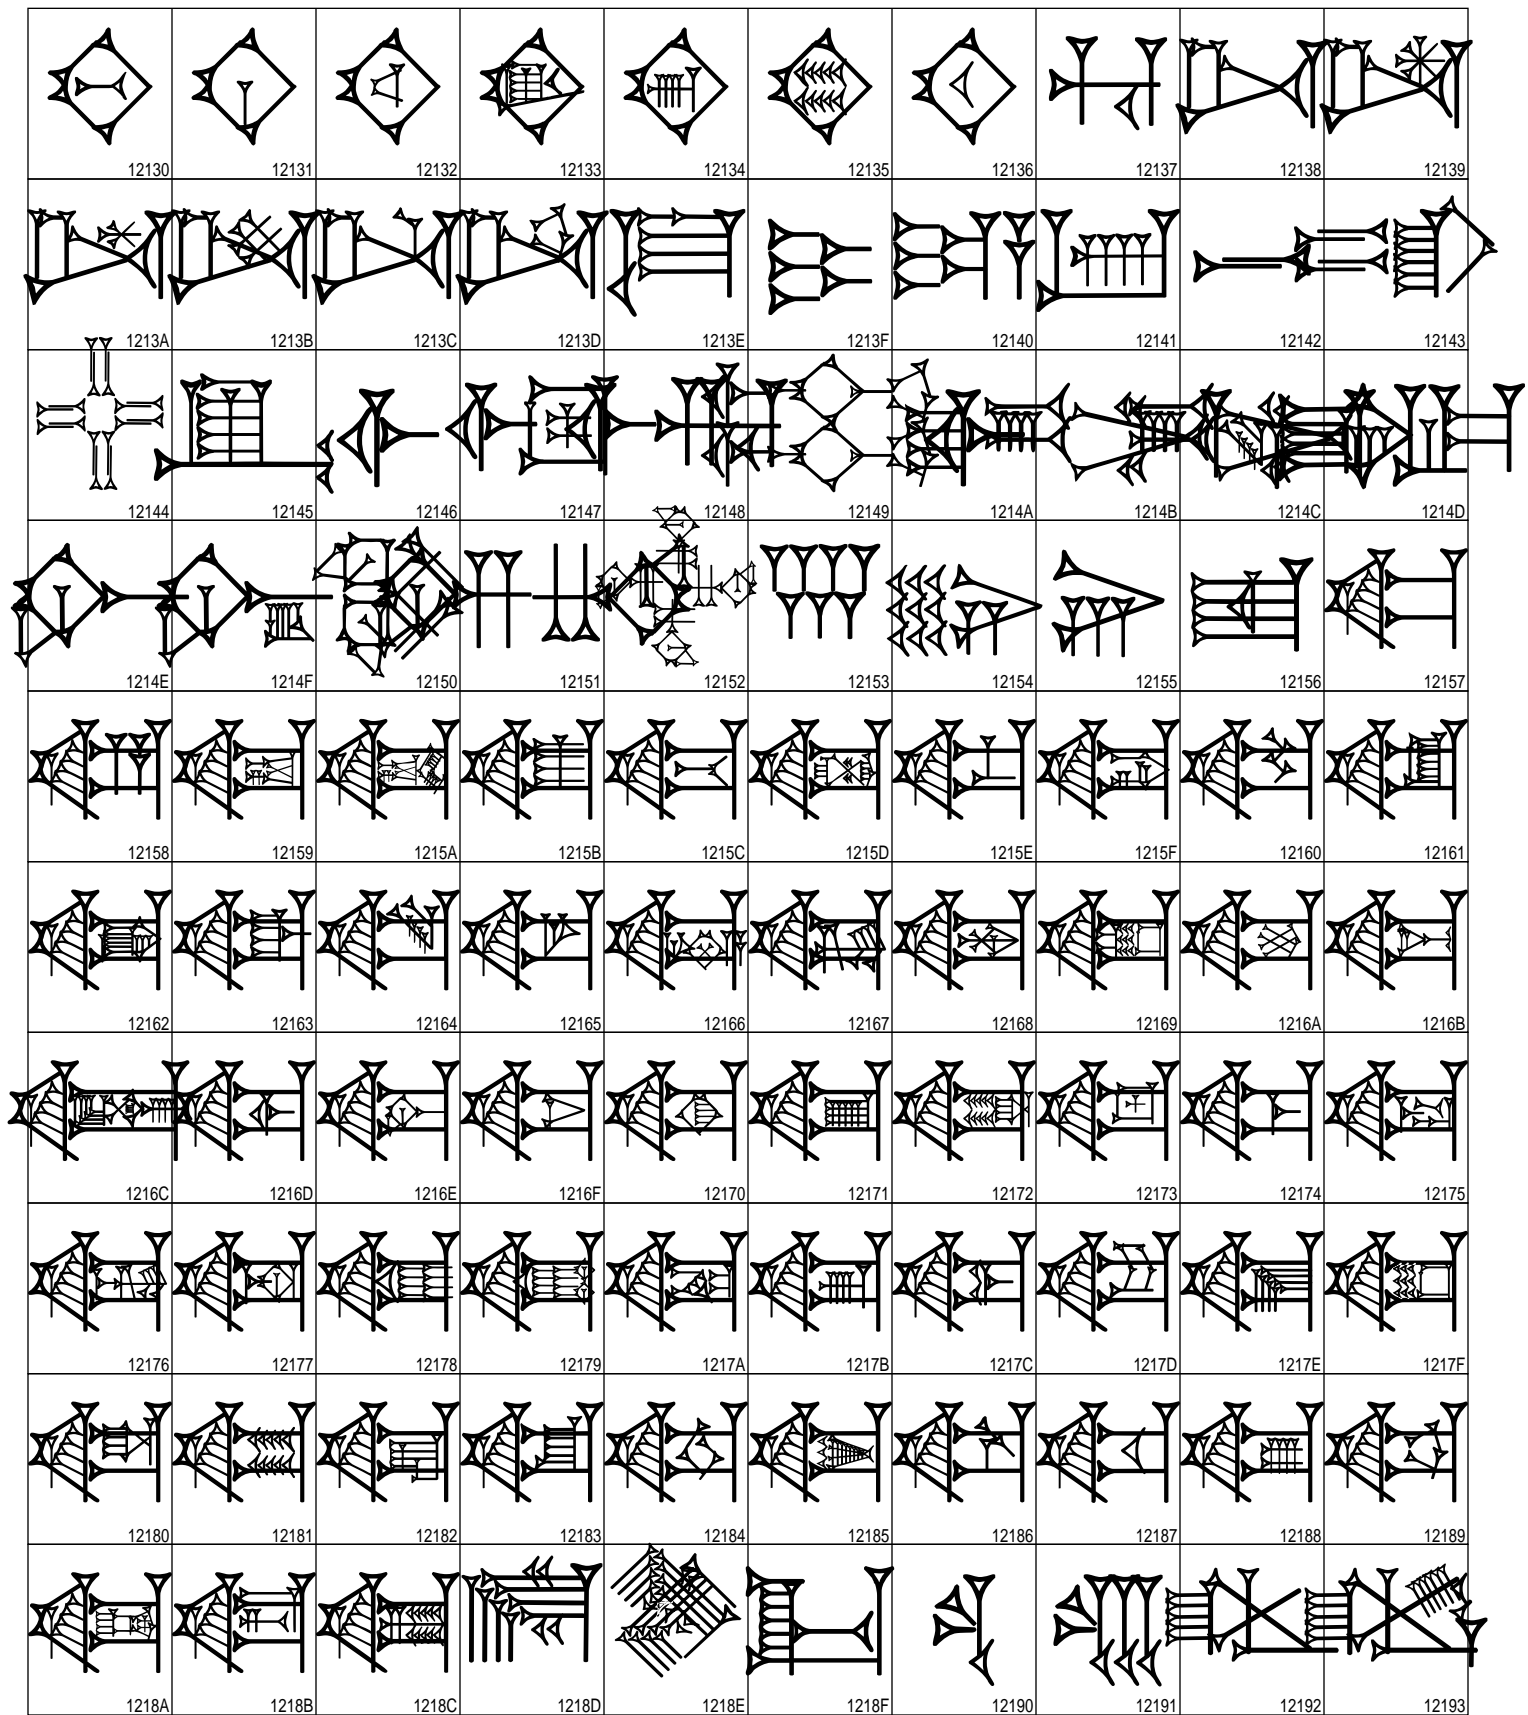 𒄰 𒄱 𒄲 𒄳 𒄴 𒄵 𒄶 𒄷 𒄸 𒄹
12130 12131 12132 12133 12134 12135 12136 12137 12138 12139
𒄺 𒄻 𒄼 𒄽 𒄾 𒄿 𒅀 𒅁 𒅂 𒅃
1213A 1213B 1213C 1213D 1213E 1213F 12140 12141 12142 12143
𒅄 𒅅 𒅆 𒅇 𒅈 𒅉 𒅊 𒅋 𒅌 𒅍
12144 12145 12146 12147 12148 12149 1214A 1214B 1214C 1214D
𒅎 𒅏 𒅐 𒅑 𒅒 𒅓 𒅔 𒅕 𒅖 𒅗
1214E 1214F 12150 12151 12152 12153 12154 12155 12156 12157
𒅘 𒅙 𒅚 𒅛 𒅜 𒅝 𒅞 𒅟 𒅠 𒅡
12158 12159 1215A 1215B 1215C 1215D 1215E 1215F 12160 12161
𒅢 𒅣 𒅤 𒅥 𒅦 𒅧 𒅨 𒅩 𒅪 𒅫
12162 12163 12164 12165 12166 12167 12168 12169 1216A 1216B
𒅬 𒅭 𒅮 𒅯 𒅰 𒅱 𒅲 𒅳 𒅴 𒅵
1216C 1216D 1216E 1216F 12170 12171 12172 12173 12174 12175
𒅶 𒅷 𒅸 𒅹 𒅺 𒅻 𒅼 𒅽 𒅾 𒅿
12176 12177 12178 12179 1217A 1217B 1217C 1217D 1217E 1217F
𒆀 𒆁 𒆂 𒆃 𒆄 𒆅 𒆆 𒆇 𒆈 𒆉
12180 12181 12182 12183 12184 12185 12186 12187 12188 12189
𒆊 𒆋 𒆌 𒆍 𒆎 𒆏 𒆐 𒆑 𒆒 𒆓
1218A 1218B 1218C 1218D 1218E 1218F 12190 12191 12192 12193